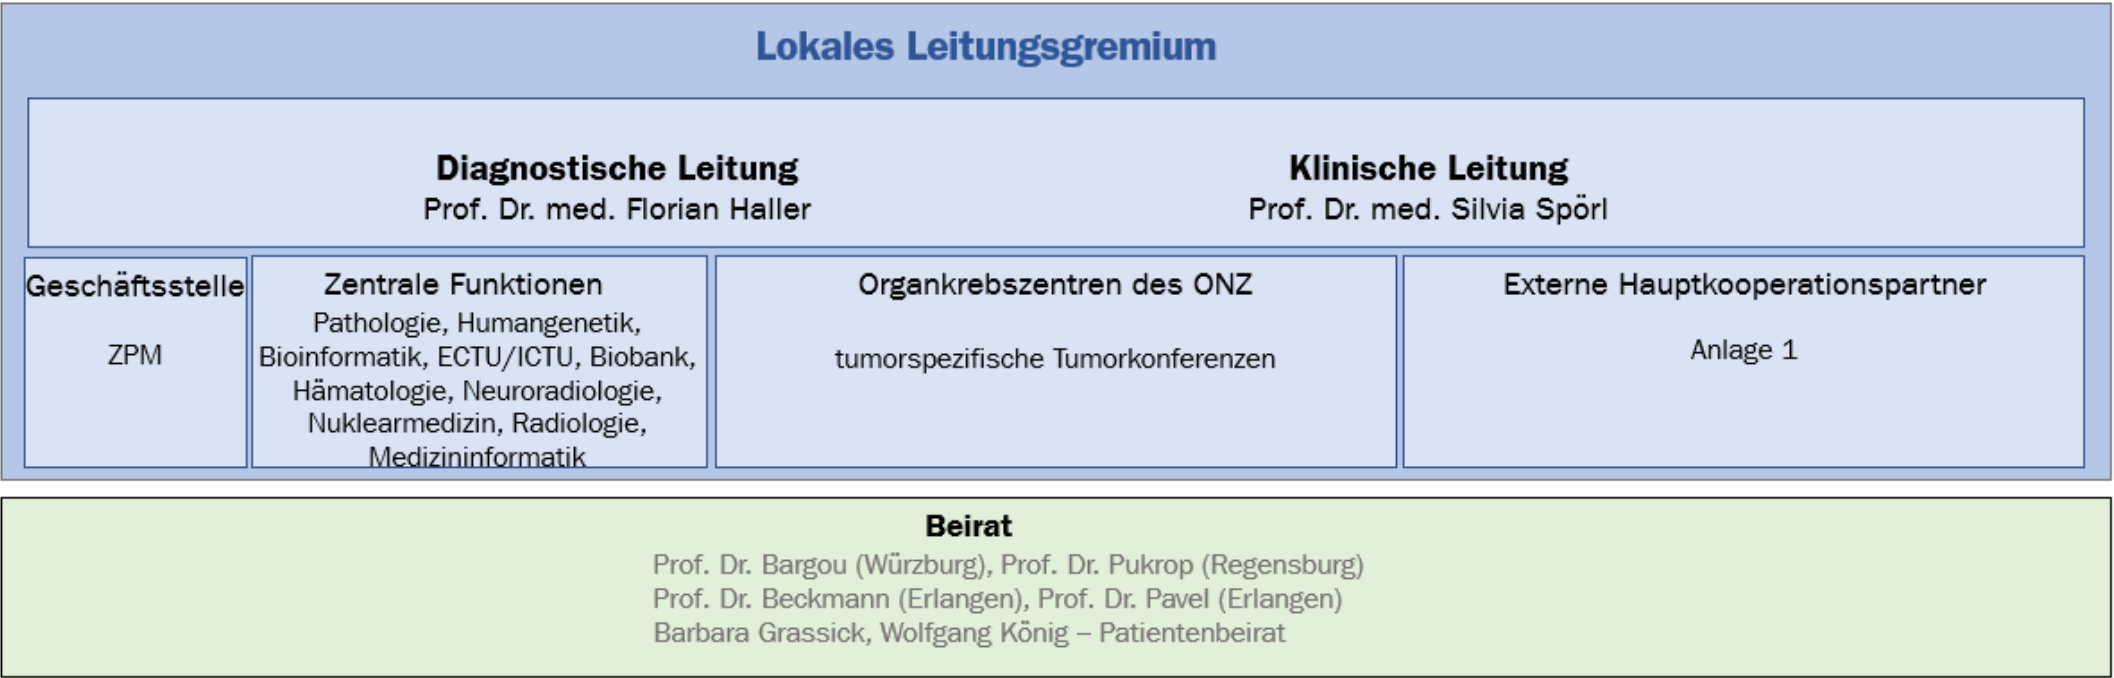 Lokales Leitungsgremium
Diagnostische Leitung
Prof. Dr. med. Florian Haller
Klinische Leitung
Prof. Dr. med. Silvia Spörl
Geschäftsstelle
ZPM
Zentrale Funktionen
Pathologie, Humangenetik,
Bioinformatik, ECTU/ICTU, Biobank,
Hämatologie, Neuroradiologie,
Nuklearmedizin, Radiologie,
Medizininformatik
Organkrebszentren des ONZ
tumorspezifische Tumorkonferenzen
Externe Hauptkooperationspartner
Anlage 1
Beirat
Prof. Dr. Bargou (Würzburg), Prof. Dr. Pukrop (Regensburg)
Prof. Dr. Beckmann (Erlangen), Prof. Dr. Pavel (Erlangen)
Barbara Grassick, Wolfgang König – Patientenbeirat